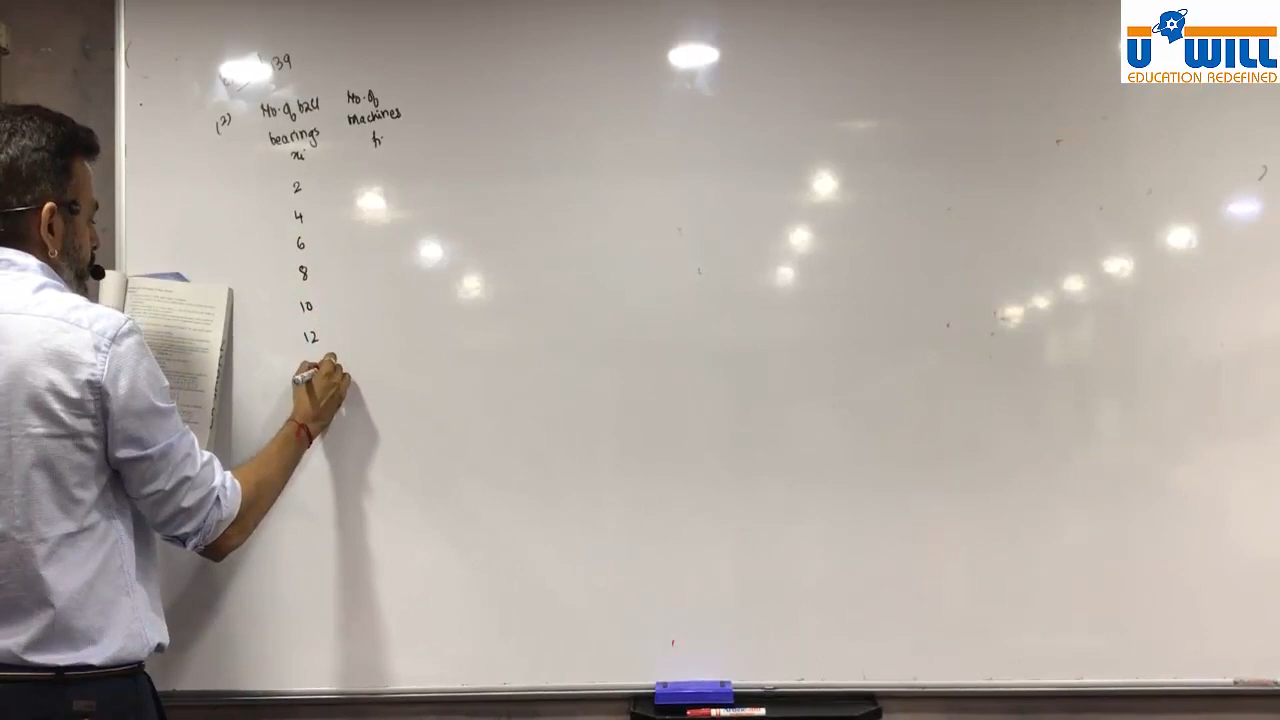 39
(2) No. of ball No. of
bearings machines
xi fi
2
4
6
8
10
12
U WILL
EDUCATION REDEFINED